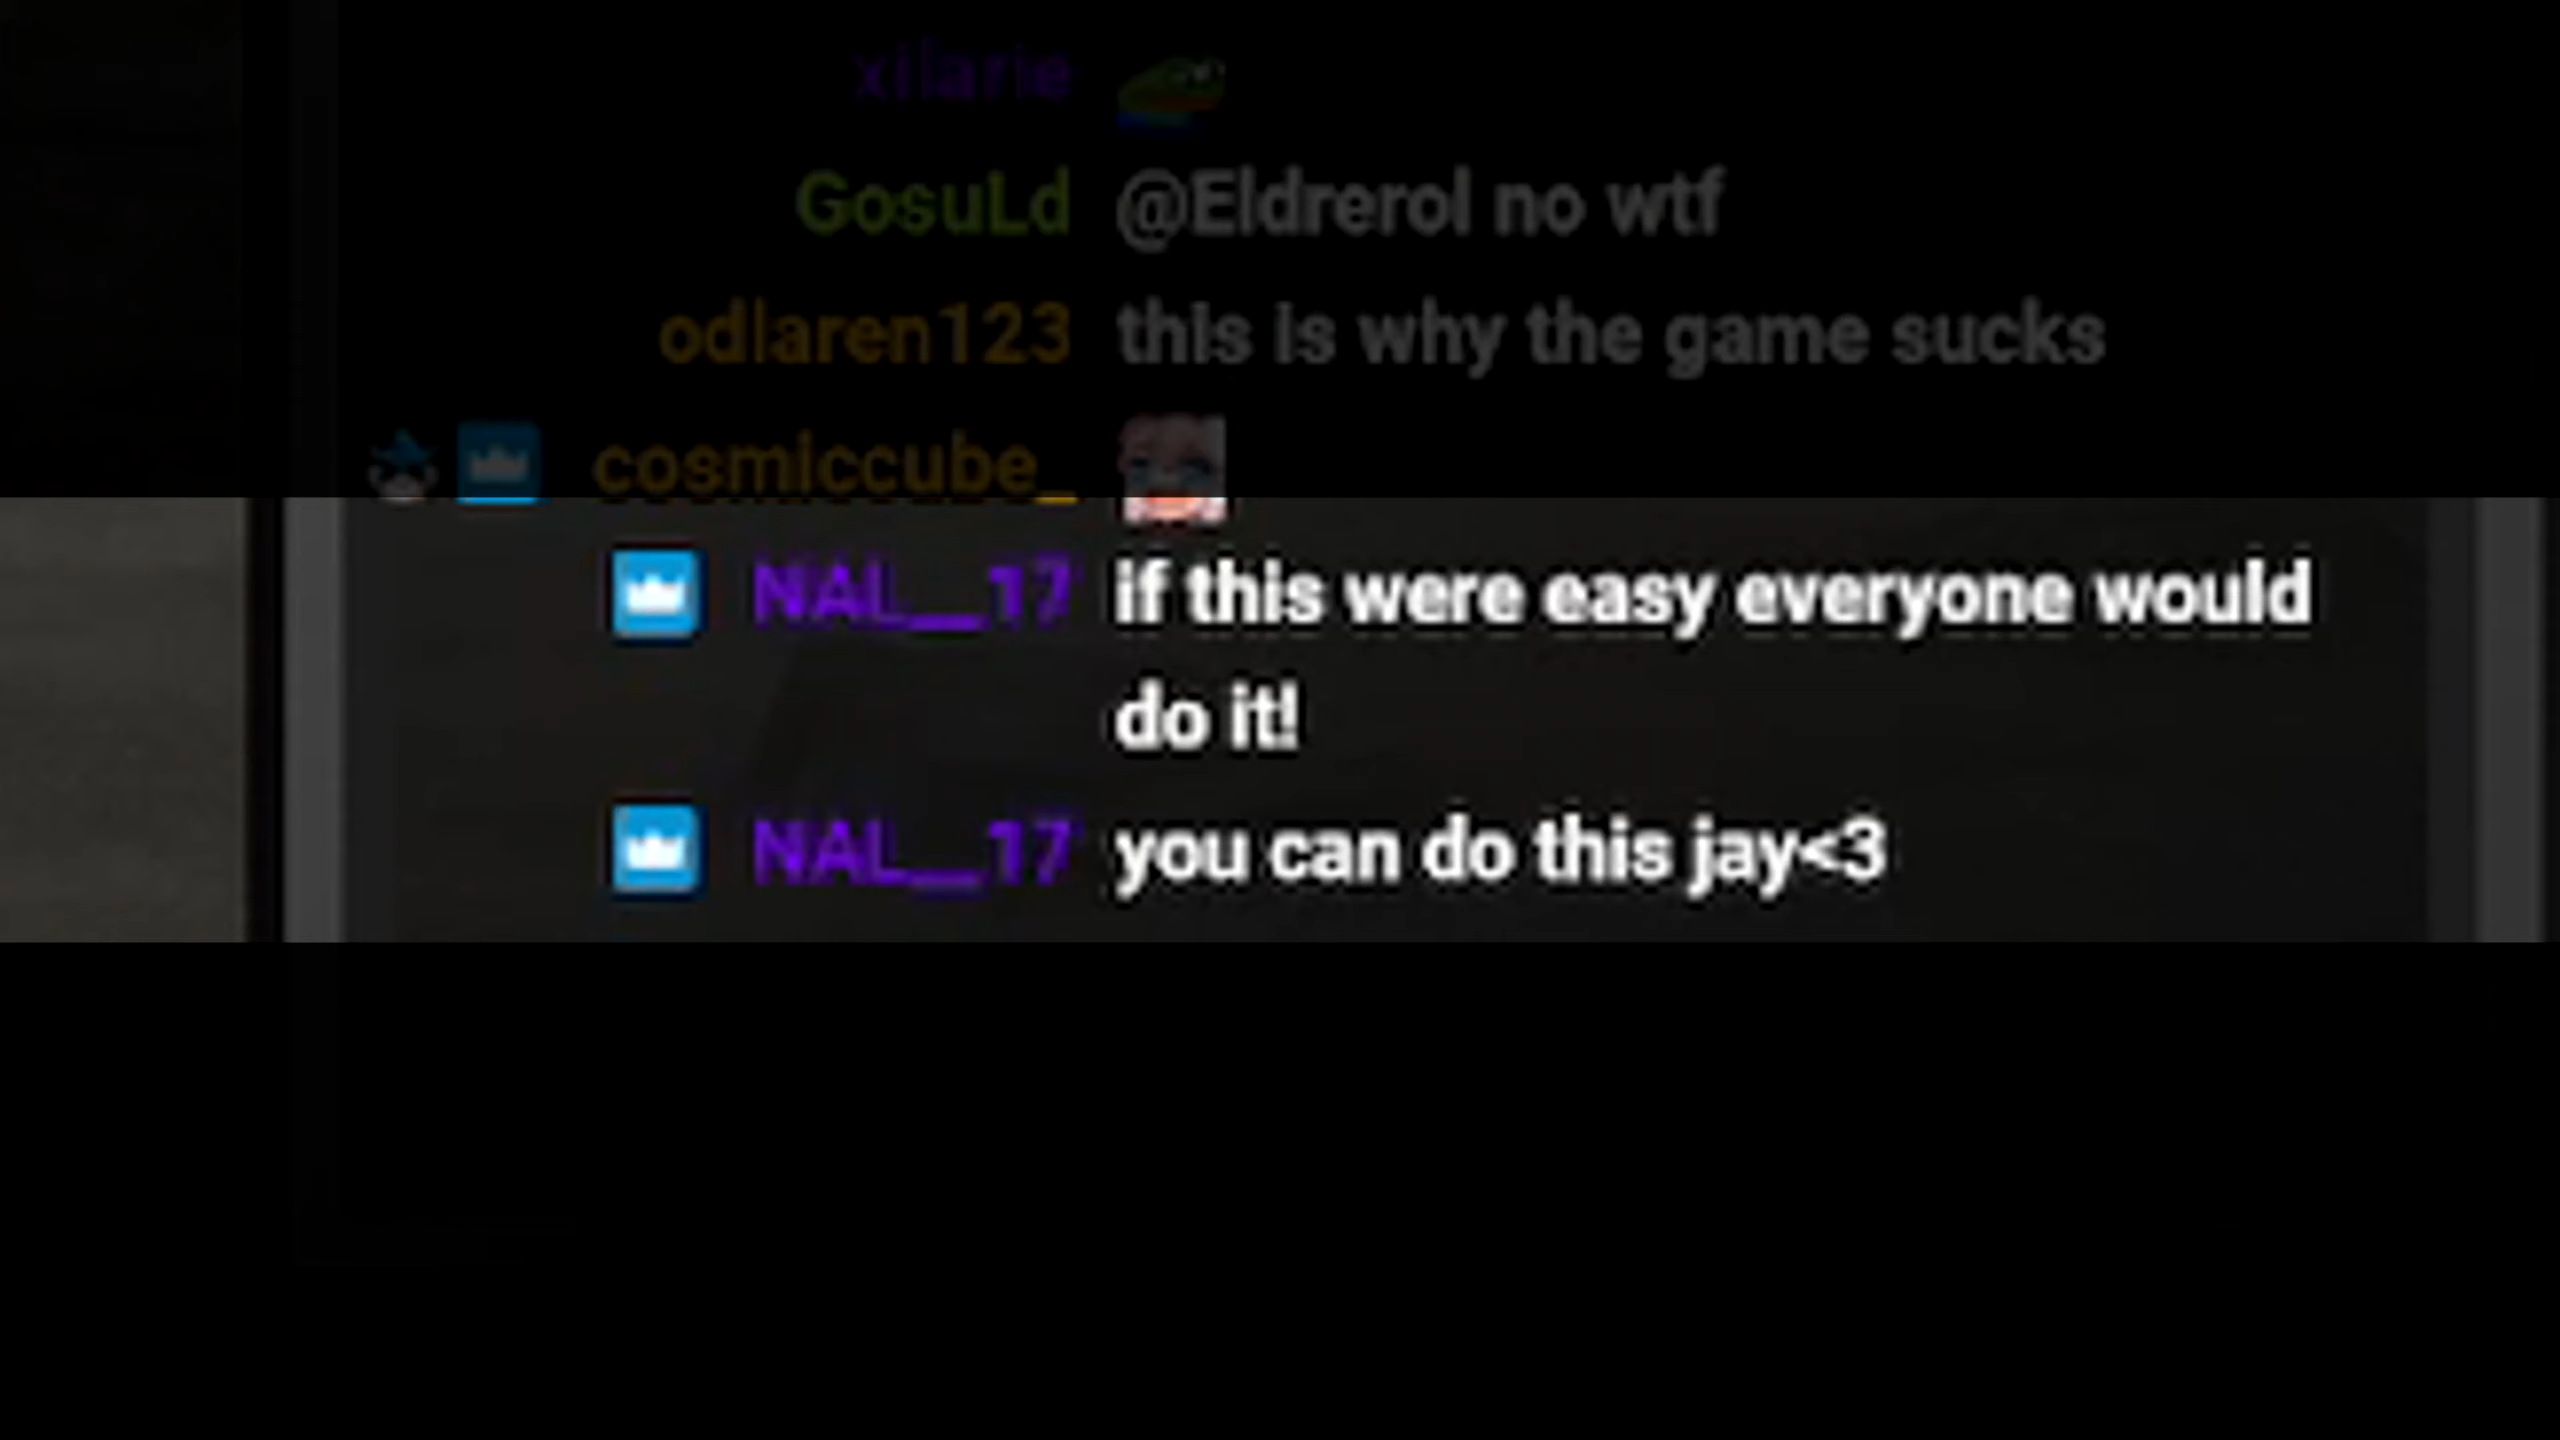 xilarie
GosuLd @Eldrerol no wtf
odlaren123 this is why the game sucks
cosmiccube_
NAL__17 if this were easy everyone would
do it!
NAL__17 you can do this jay<3